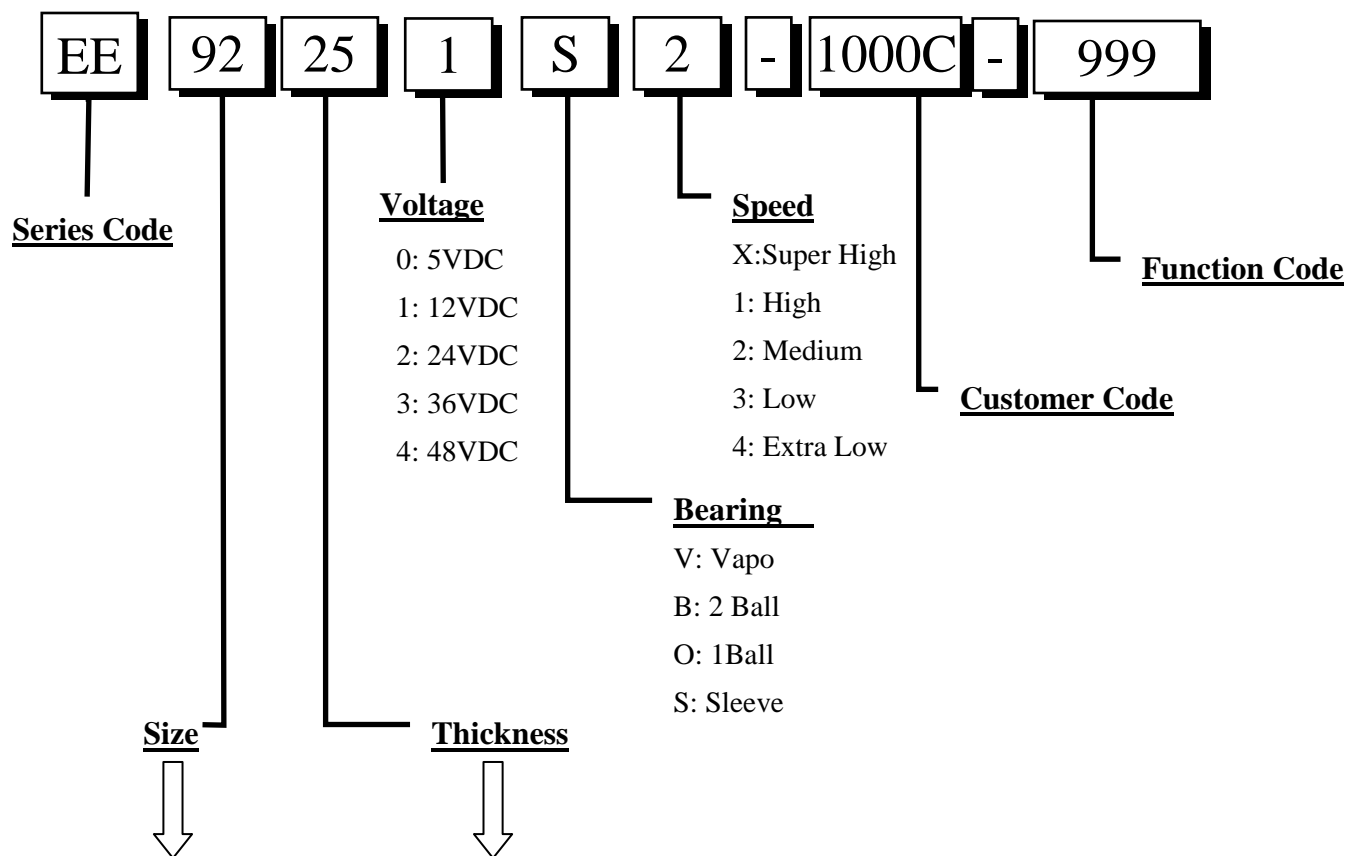 EE 92 25 1 S 2 - 1000C - 999
Series Code
Voltage
0: 5VDC
1: 12VDC
2: 24VDC
3: 36VDC
4: 48VDC
Speed
X:Super High
1: High
2: Medium
3: Low
4: Extra Low
Function Code
Customer Code
Bearing
V: Vapo
B: 2 Ball
O: 1Ball
S: Sleeve
Size
Thickness